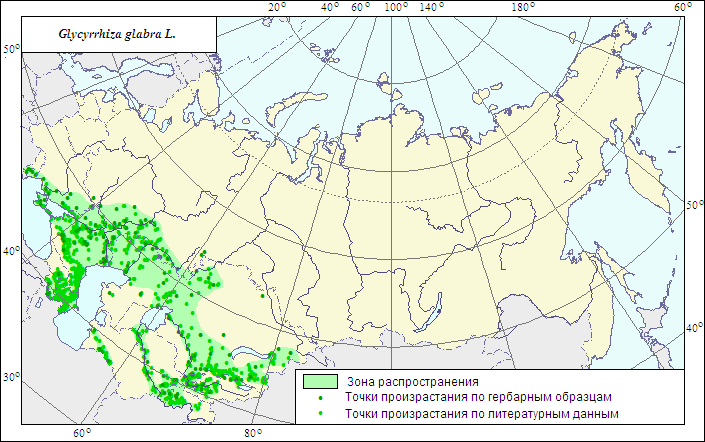 20° 40° 60° 100° 140° 180° 60°
Glycyrrhiza glabra L.
50°
50°
40°
40°
30°
60° 80°
Зона распространения
Точки произрастания по гербарным образцам
Точки произрастания по литературным данным